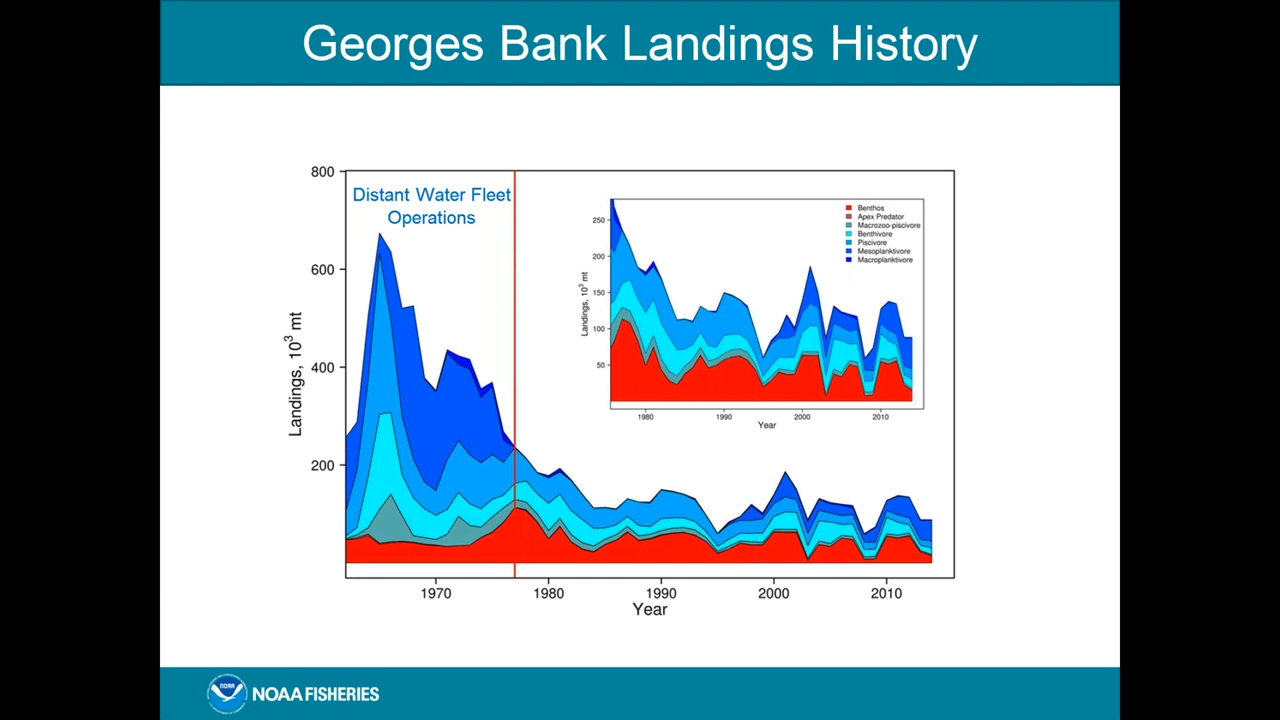 Georges Bank Landings History
800
600
400
200
Landings, 10³ mt
Distant Water Fleet
Operations
1970
1980
1990
2000
2010
Year
250
200
150
100
50
Landings, 10³ mt
Benthos
Apex Predator
Macrozoo-piscivore
Benthivore
Piscivore
Mesoplanktivore
Macroplanktivore
1980
1990
2000
2010
Year
NOAA
NOAA FISHERIES